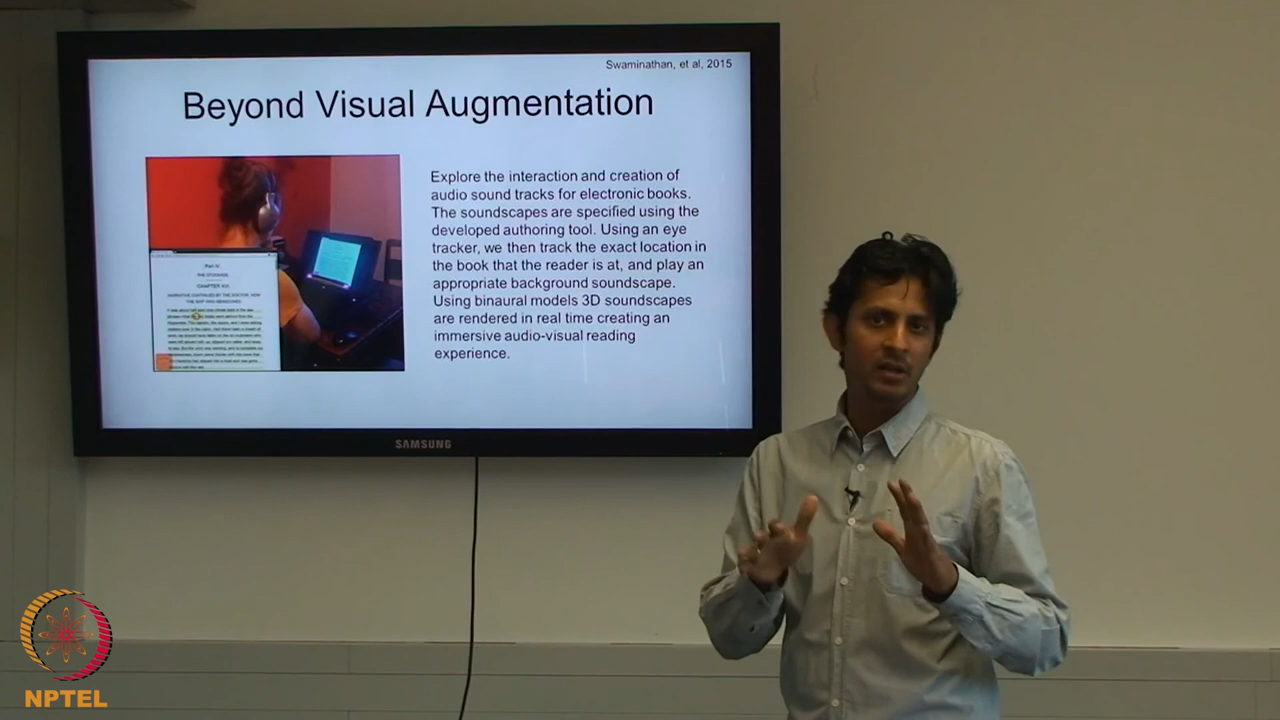 Swaminathan, et al, 2015
Beyond Visual Augmentation
Explore the interaction and creation of
audio sound tracks for electronic books.
The soundscapes are specified using the
developed authoring tool. Using an eye
tracker, we then track the exact location in
the book that the reader is at, and play an
appropriate background soundscape.
Using binaural models 3D soundscapes
are rendered in real time creating an
immersive audio-visual reading
experience.
SAMSUNG
NPTEL